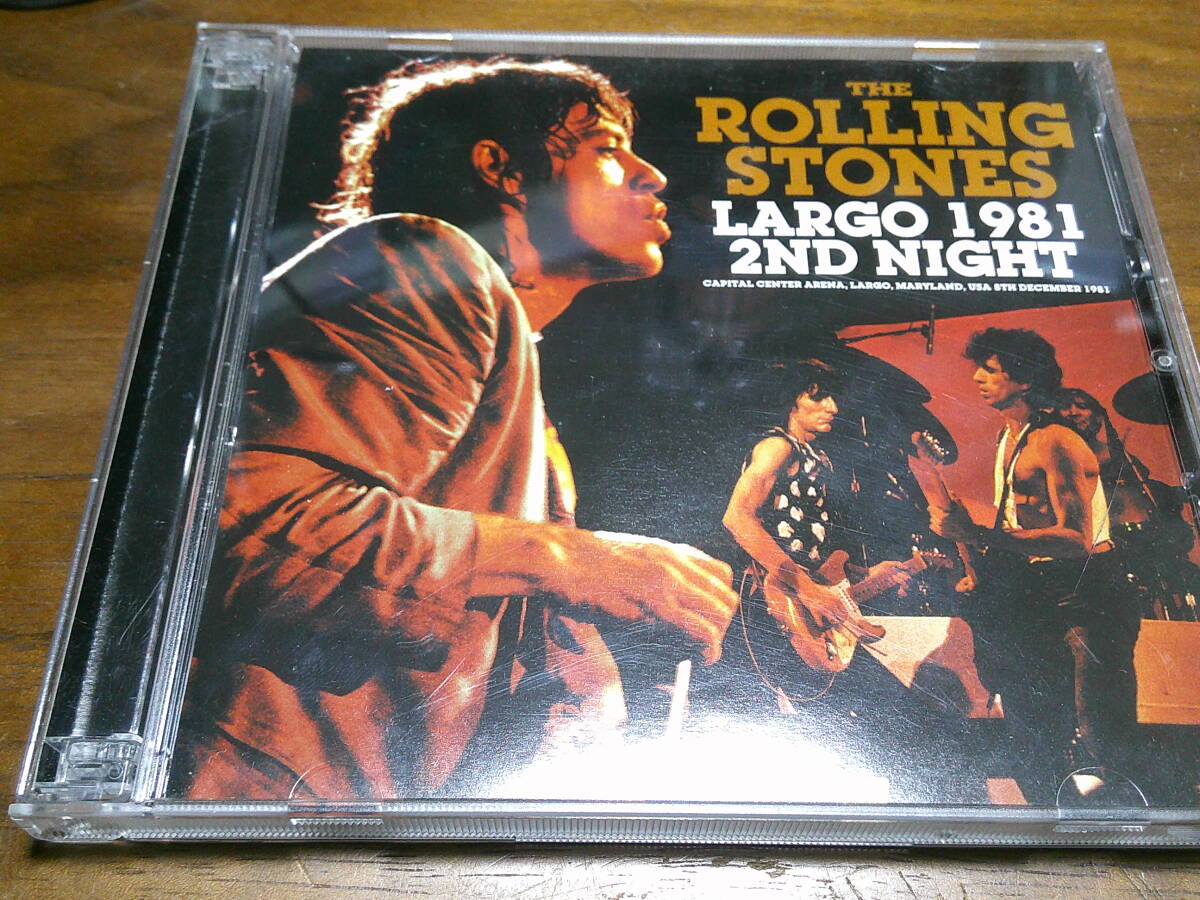 THE
ROLLING
STONES
LARGO 1981
2ND NIGHT
CAPITAL CENTER ARENA, LARGO, MARYLAND, USA 8TH DECEMBER 1981